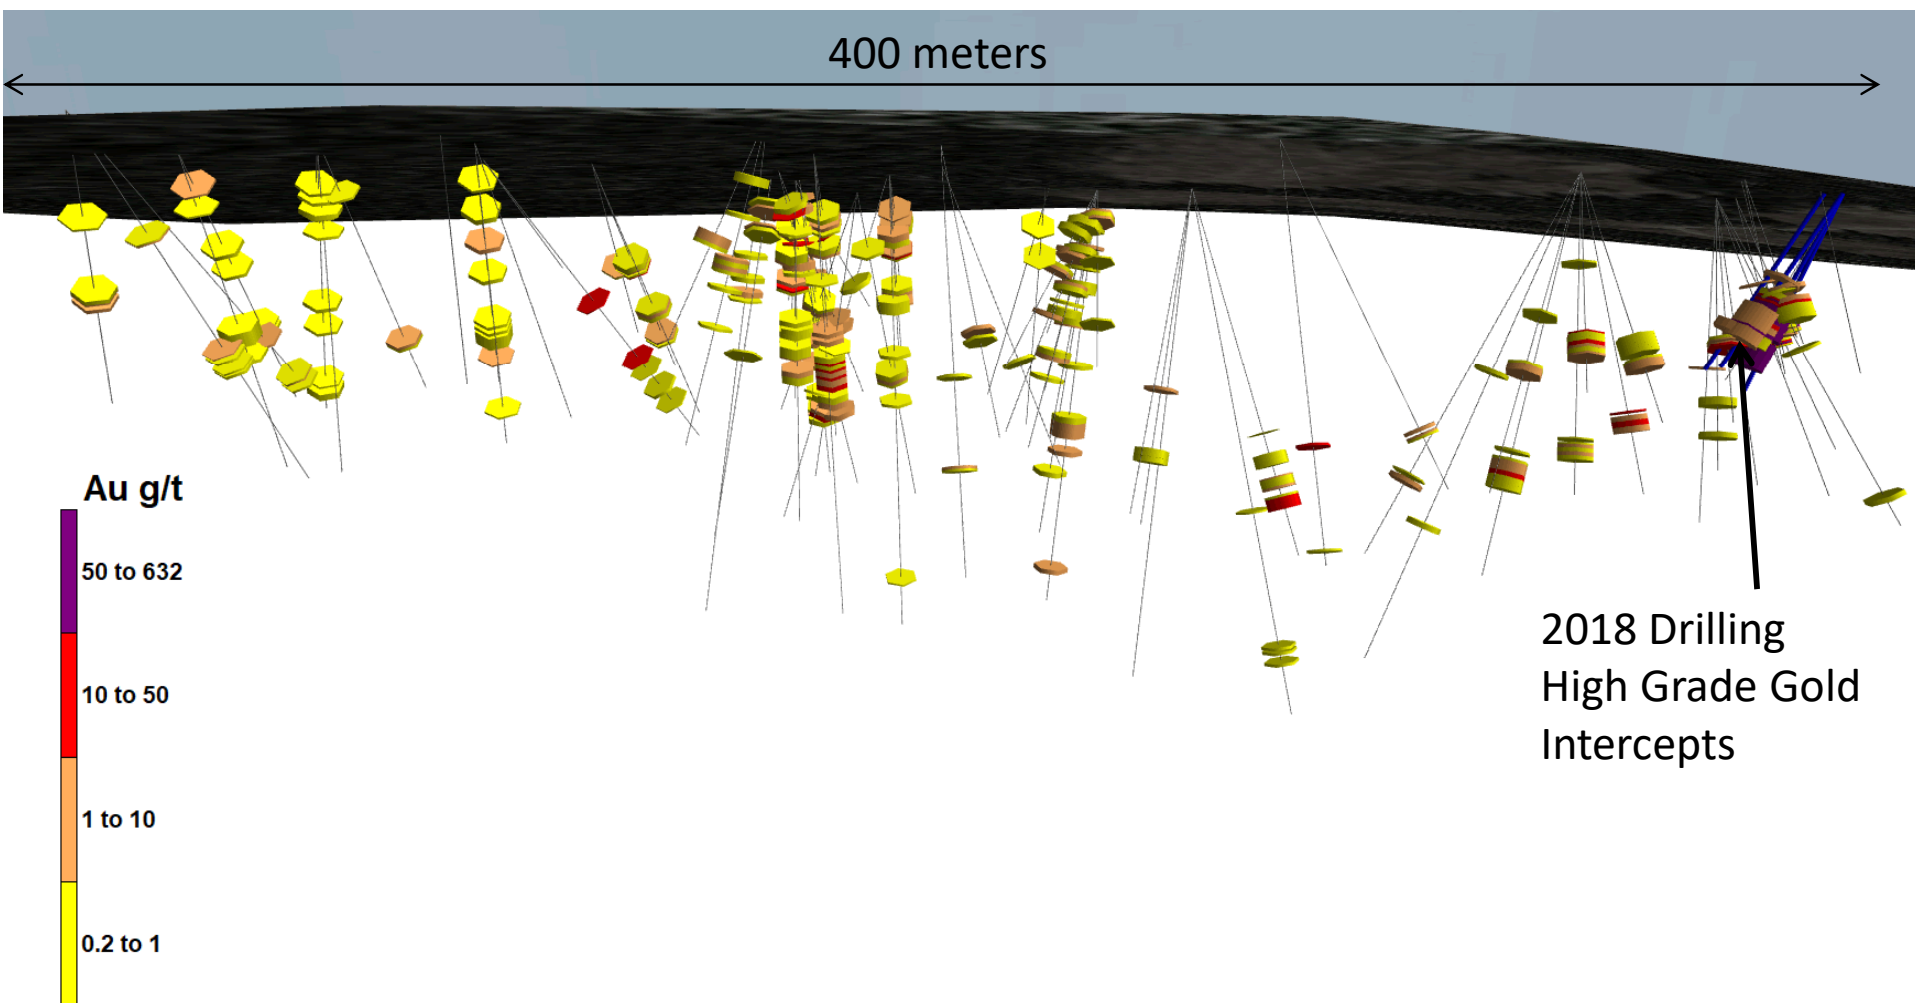 400 meters
Au g/t
50 to 632
10 to 50
1 to 10
0.2 to 1
2018 Drilling
High Grade Gold
Intercepts